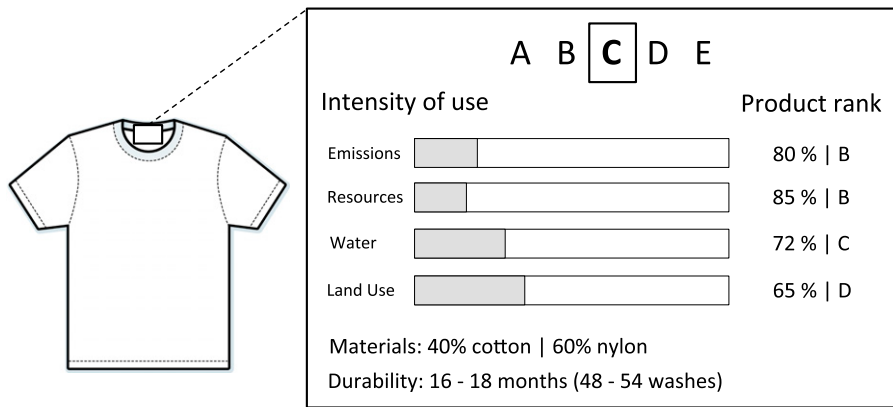 A B C D E
Intensity of use Product rank
Emissions 80 % | B
Resources 85 % | B
Water 72 % | C
Land Use 65 % | D
Materials: 40% cotton | 60% nylon
Durability: 16 - 18 months (48 - 54 washes)